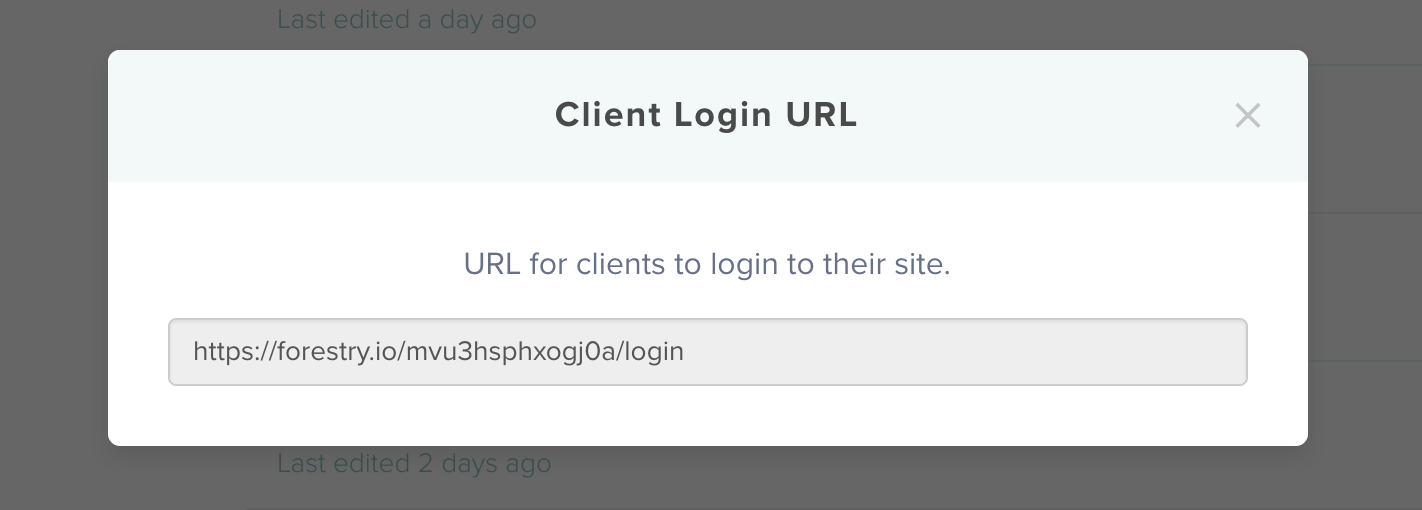 Last edited a day ago
Client Login URL
URL for clients to login to their site.
https://forestry.io/mvu3hsphxogj0a/login
Last edited 2 days ago